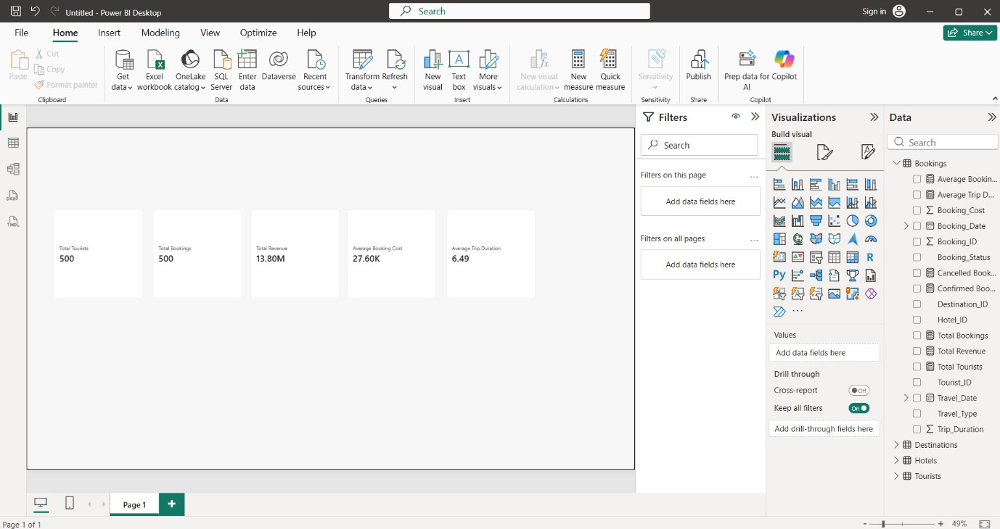 Untitled - Power BI Desktop
Search
Sign in
File Home Insert Modeling View Optimize Help
Share
Paste
Cut
Copy
Format painter
Clipboard
Get data
Excel workbook
OneLake catalog
SQL Server
Enter data
Dataverse
Recent sources
Data
Transform data
Refresh
Queries
New visual
Text box
More visuals
Insert
New visual calculation
New measure
Quick measure
Calculations
Sensitivity
Sensitivity
Publish
Share
Prep data for AI
Copilot
Copilot
DAX
TMDL
Total Tourists
500
Total Bookings
500
Total Revenue
13.80M
Average Booking Cost
27.60K
Average Trip Duration
6.49
Filters
Search
Filters on this page
...
Add data fields here
Filters on all pages
...
Add data fields here
Visualizations
Build visual
123
R
Py
...
Values
Add data fields here
Drill through
Cross-report
Off
Keep all filters
On
Add drill-through fields here
Data
Search
Bookings
Average Bookin...
Average Trip D...
Booking_Cost
Booking_Date
Booking_ID
Booking_Status
Cancelled Book...
Confirmed Boo...
Destination_ID
Hotel_ID
Total Bookings
Total Revenue
Total Tourists
Tourist_ID
Travel_Date
Travel_Type
Trip_Duration
Destinations
Hotels
Tourists
Page 1
+
Page 1 of 1
- + 49%